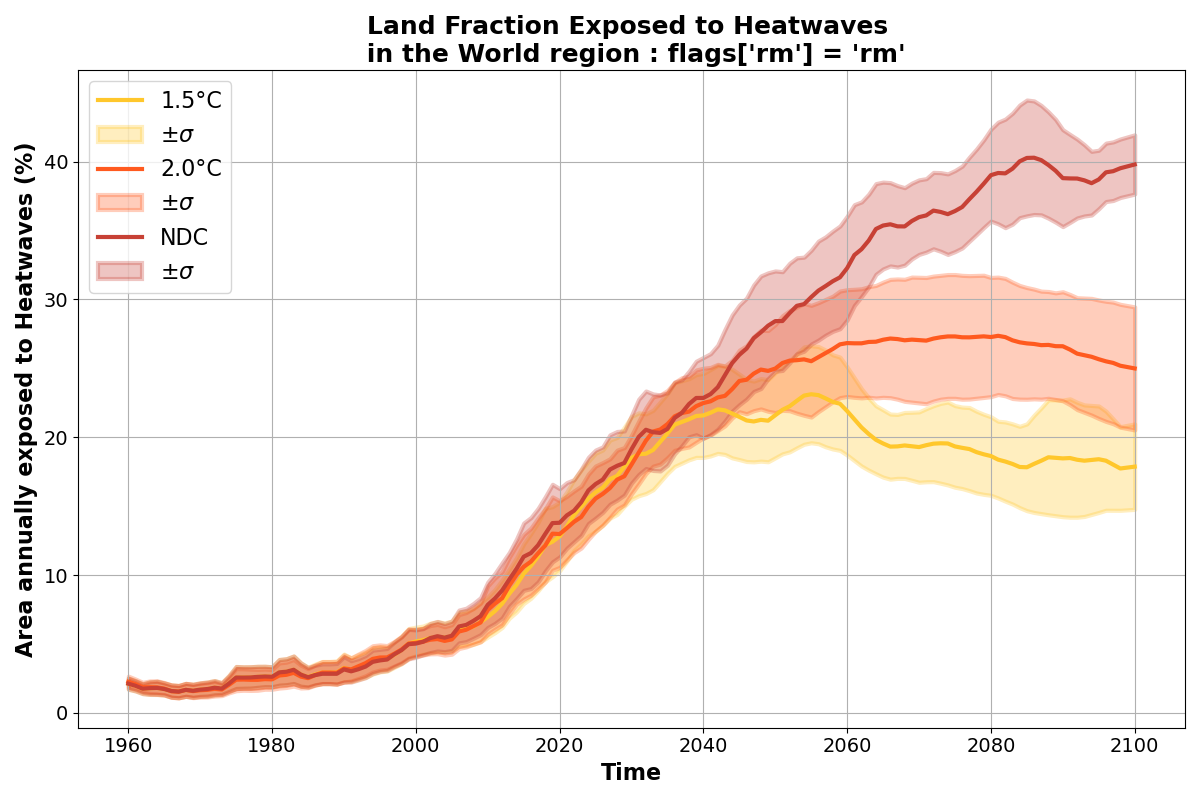 Land Fraction Exposed to Heatwaves
in the World region : flags['rm'] = 'rm'
1.5°C
±σ
2.0°C
±σ
NDC
±σ
Area annually exposed to Heatwaves (%)
40
30
20
10
0
1960 1980 2000 2020 2040 2060 2080 2100
Time